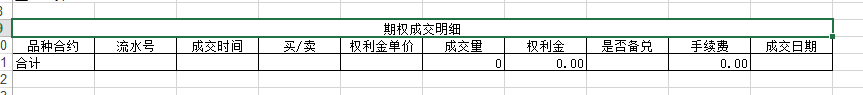 期权成交明细
品种合约 流水号 成交时间 买/卖 权利金单价 成交量 权利金 是否备兑 手续费 成交日期
合计 0 0.00 0.00